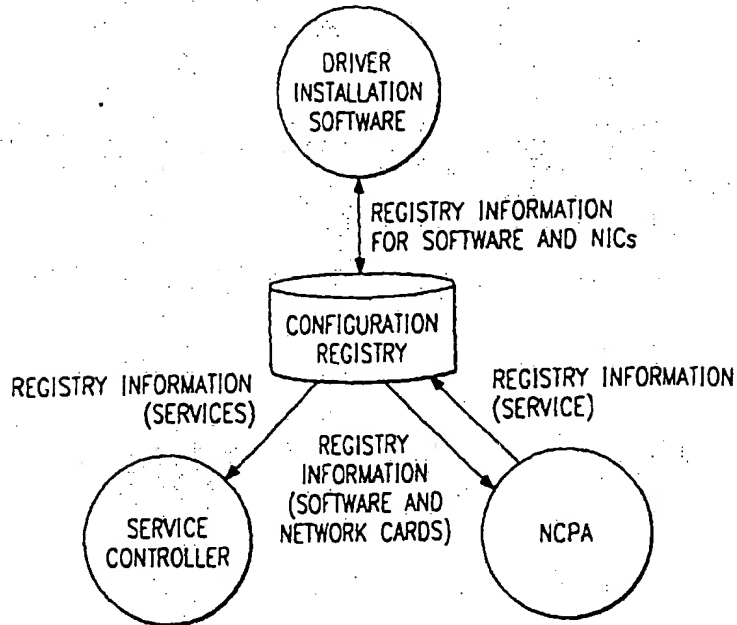 DRIVER
INSTALLATION
SOFTWARE
REGISTRY INFORMATION
FOR SOFTWARE AND NICs
CONFIGURATION
REGISTRY
REGISTRY INFORMATION
(SERVICES)
REGISTRY INFORMATION
(SERVICE)
REGISTRY
INFORMATION
(SOFTWARE AND
NETWORK CARDS)
SERVICE
CONTROLLER
NCPA